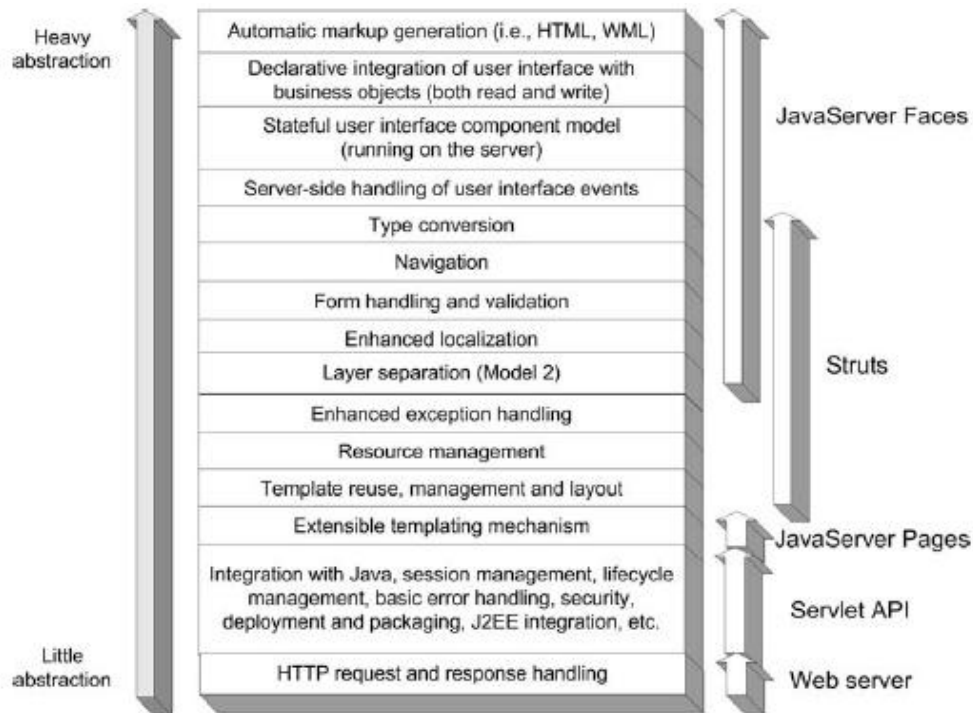 Heavy
abstraction
Automatic markup generation (i.e., HTML, WML)
Declarative integration of user interface with
business objects (both read and write)
Stateful user interface component model
(running on the server)
Server-side handling of user interface events
Type conversion
Navigation
Form handling and validation
Enhanced localization
Layer separation (Model 2)
Enhanced exception handling
Resource management
Template reuse, management and layout
Extensible templating mechanism
Integration with Java, session management, lifecycle
management, basic error handling, security,
deployment and packaging, J2EE integration, etc.
HTTP request and response handling
Little
abstraction
JavaServer Faces
Struts
JavaServer Pages
Servlet API
Web server